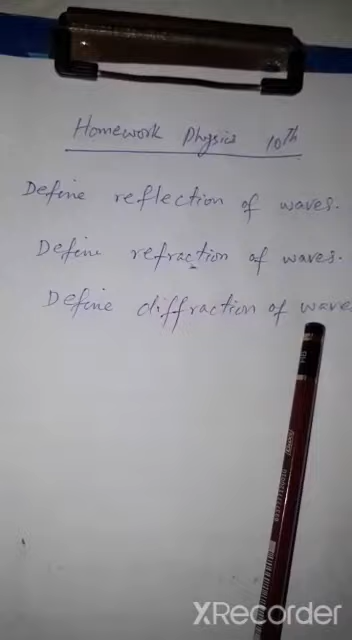 Homework Physics 10th
Define reflection of waves.
Define refraction of waves.
Define diffraction of wave
XRecorder